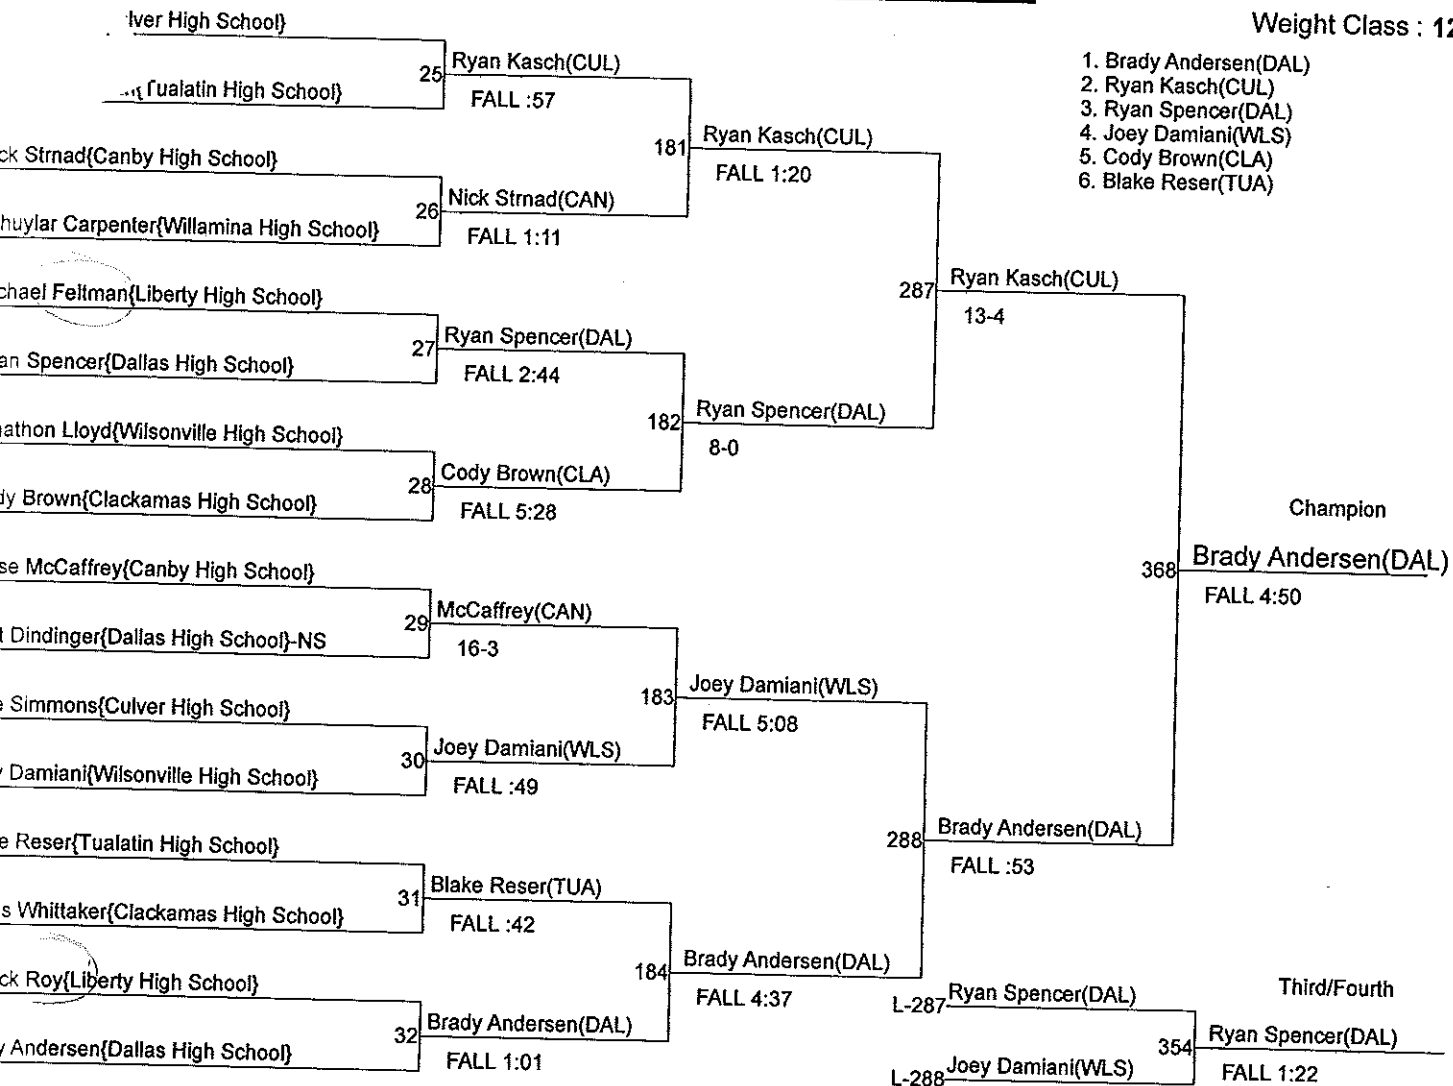 lver High School}
Tualatin High School}
25
Ryan Kasch(CUL)
FALL :57
ck Strnad{Canby High School}
huylar Carpenter{Willamina High School}
26
Nick Strnad(CAN)
FALL 1:11
181
Ryan Kasch(CUL)
FALL 1:20
chael Feltman{Liberty High School}
an Spencer{Dallas High School}
27
Ryan Spencer(DAL)
FALL 2:44
nathon Lloyd{Wilsonville High School}
dy Brown{Clackamas High School}
28
Cody Brown(CLA)
FALL 5:28
182
Ryan Spencer(DAL)
8-0
287
Ryan Kasch(CUL)
13-4
se McCaffrey{Canby High School}
t Dindinger{Dallas High School}-NS
29
McCaffrey(CAN)
16-3
e Simmons{Culver High School}
y Damiani{Wilsonville High School}
30
Joey Damiani(WLS)
FALL :49
183
Joey Damiani(WLS)
FALL 5:08
e Reser{Tualatin High School}
s Whittaker{Clackamas High School}
31
Blake Reser(TUA)
FALL :42
ck Roy{Liberty High School}
y Andersen{Dallas High School}
32
Brady Andersen(DAL)
FALL 1:01
184
Brady Andersen(DAL)
FALL 4:37
288
Brady Andersen(DAL)
FALL :53
368
Champion
Brady Andersen(DAL)
FALL 4:50
Weight Class : 12
1. Brady Andersen(DAL)
2. Ryan Kasch(CUL)
3. Ryan Spencer(DAL)
4. Joey Damiani(WLS)
5. Cody Brown(CLA)
6. Blake Reser(TUA)
Third/Fourth
L-287 Ryan Spencer(DAL)
L-288 Joey Damiani(WLS)
354
Ryan Spencer(DAL)
FALL 1:22